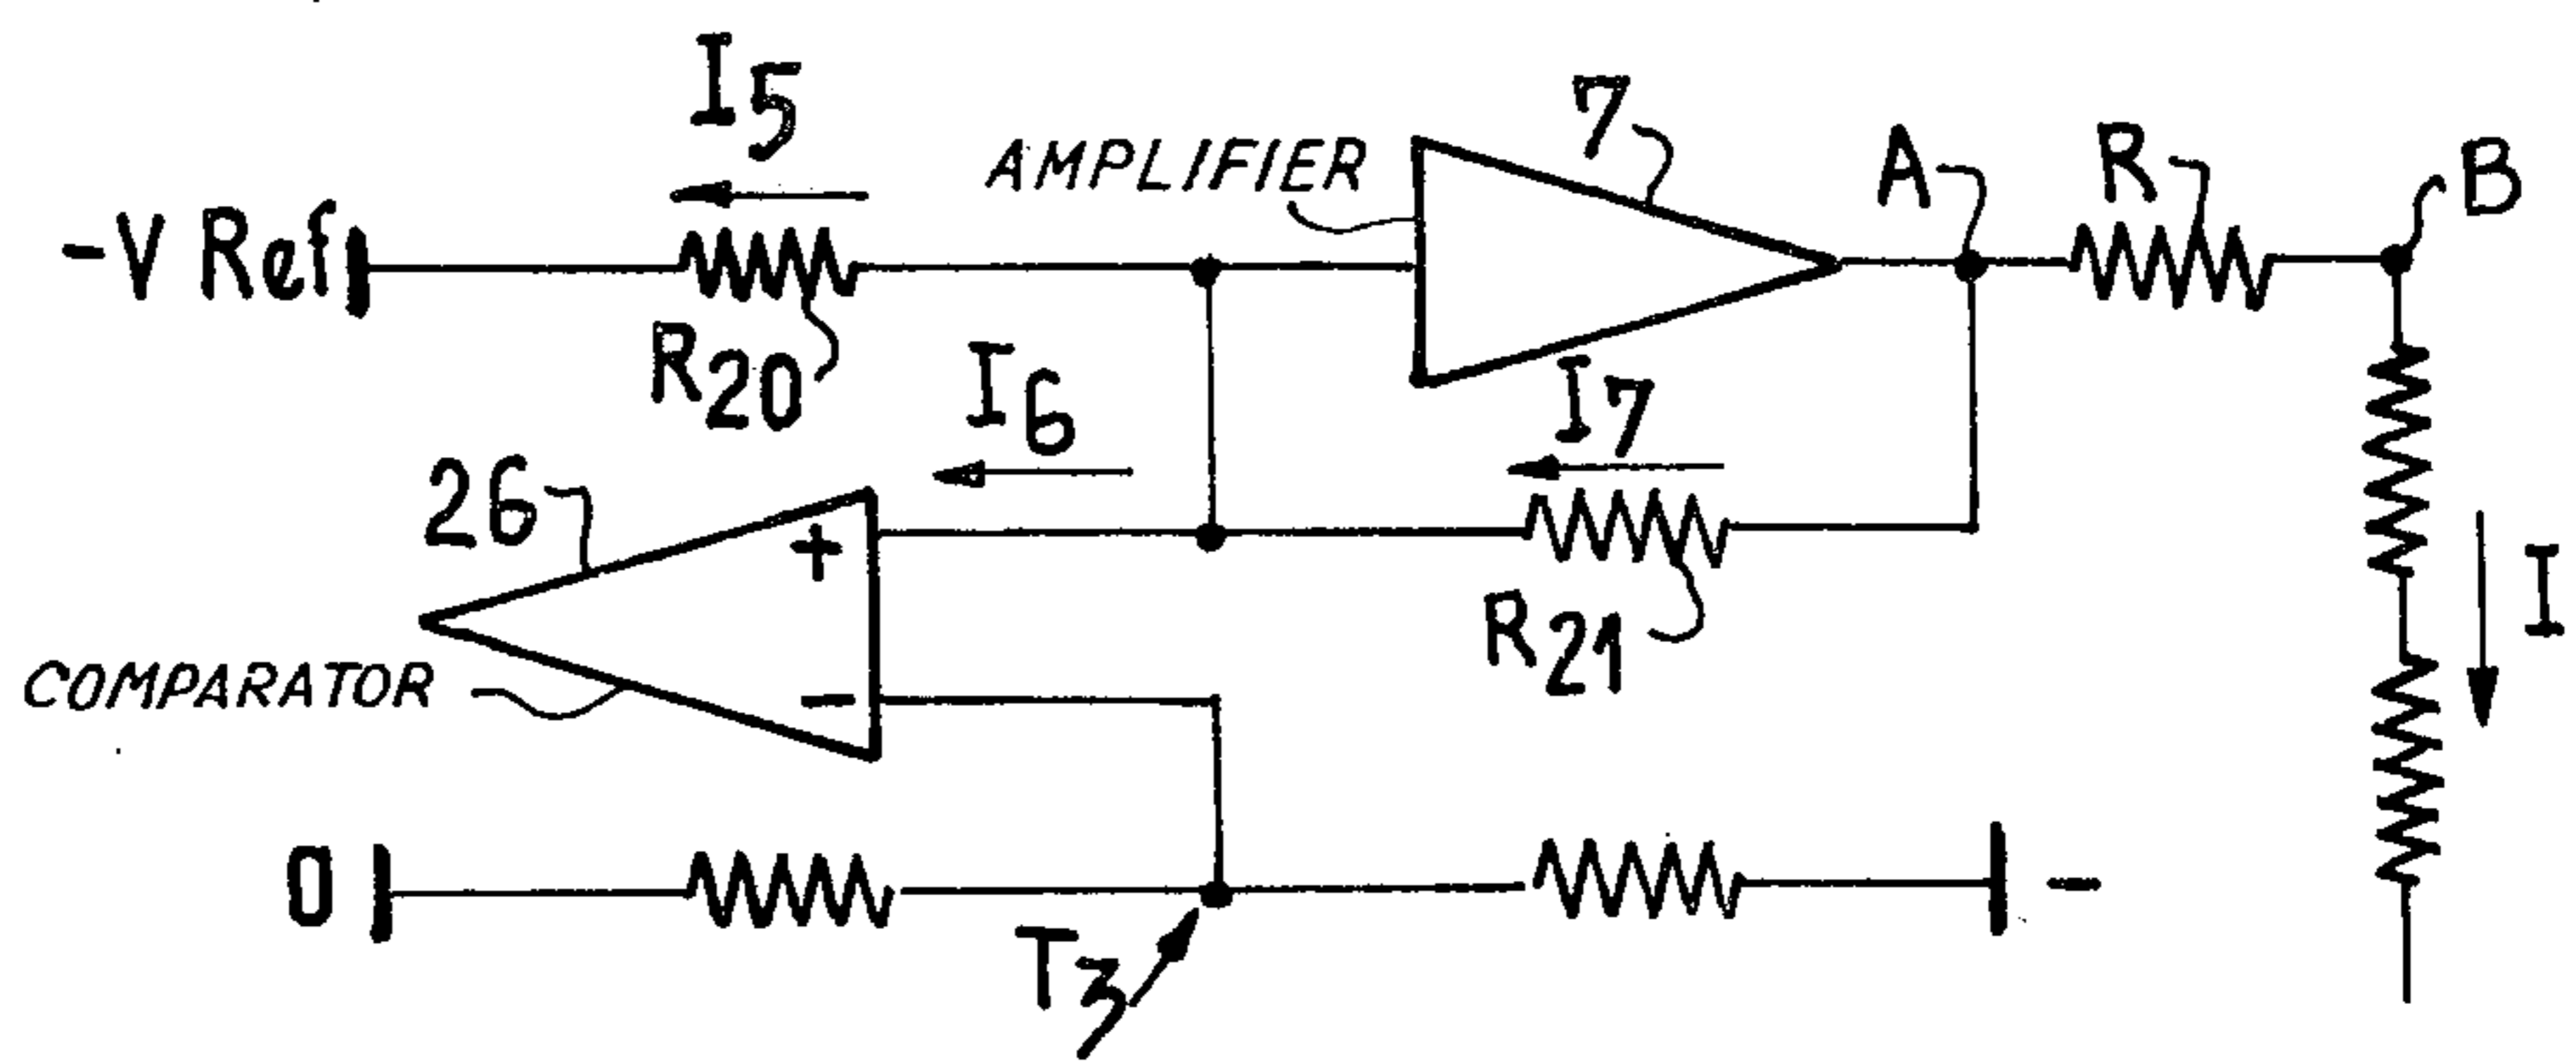 I5
7
AMPLIFIER
A
R
B
-V Ref
R20
I6
I7
26
+
R21
I
COMPARATOR
-
0
-
T3